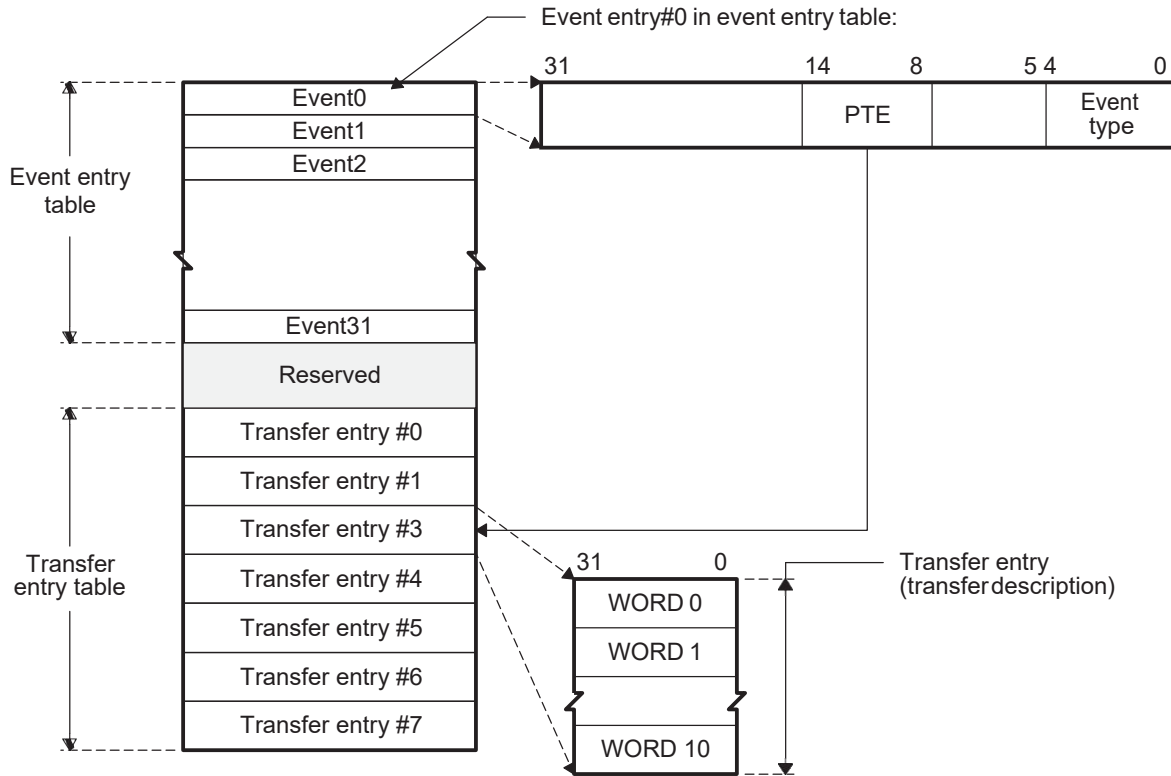 Event entry#0 in event entry table:
31 14 8 5 4 0
Event0
Event1
Event2
PTE
Event
type
Event entry
table
Event31
Reserved
Transfer entry #0
Transfer entry #1
Transfer entry #3
Transfer entry #4
Transfer entry #5
Transfer entry #6
Transfer entry #7
Transfer
entry table
31 0
WORD 0
WORD 1
WORD 10
Transfer entry
(transfer description)